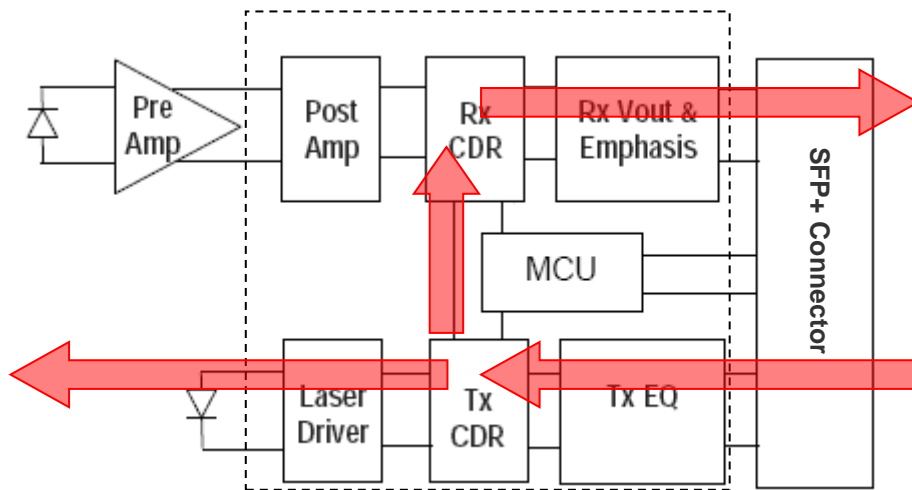 Pre
Amp
Post
Amp
Rx
CDR
Rx Vout &
Emphasis
SFP+ Connector
MCU
Laser
Driver
Tx
CDR
Tx EQ